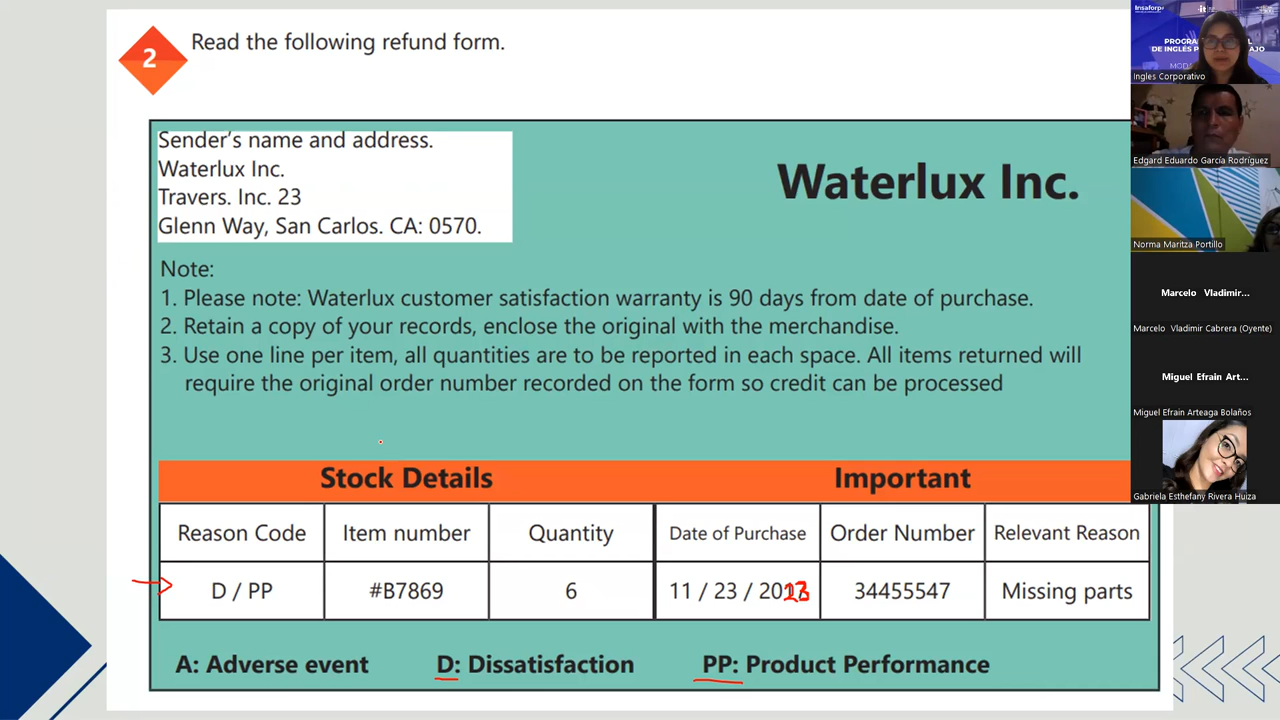 2
Read the following refund form.
Sender's name and address.
Waterlux Inc.
Travers. Inc. 23
Glenn Way, San Carlos. CA: 0570.
Waterlux Inc.
Note:
1. Please note: Waterlux customer satisfaction warranty is 90 days from date of purchase.
2. Retain a copy of your records, enclose the original with the merchandise.
3. Use one line per item, all quantities are to be reported in each space. All items returned will
require the original order number recorded on the form so credit can be processed
Stock Details Important
Reason Code Item number Quantity Date of Purchase Order Number Relevant Reason
D / PP #B7869 6 11 / 23 / 2023 34455547 Missing parts
A: Adverse event D: Dissatisfaction PP: Product Performance
Insaforp
Ingles Corporativo
Edgard Eduardo García Rodríguez
Norma Maritza Portillo
Marcelo Vladimir...
Marcelo Vladimir Cabrera (Oyente)
Miguel Efrain Art...
Miguel Efrain Arteaga Bolaños
Gabriela Esthefany Rivera Huiza